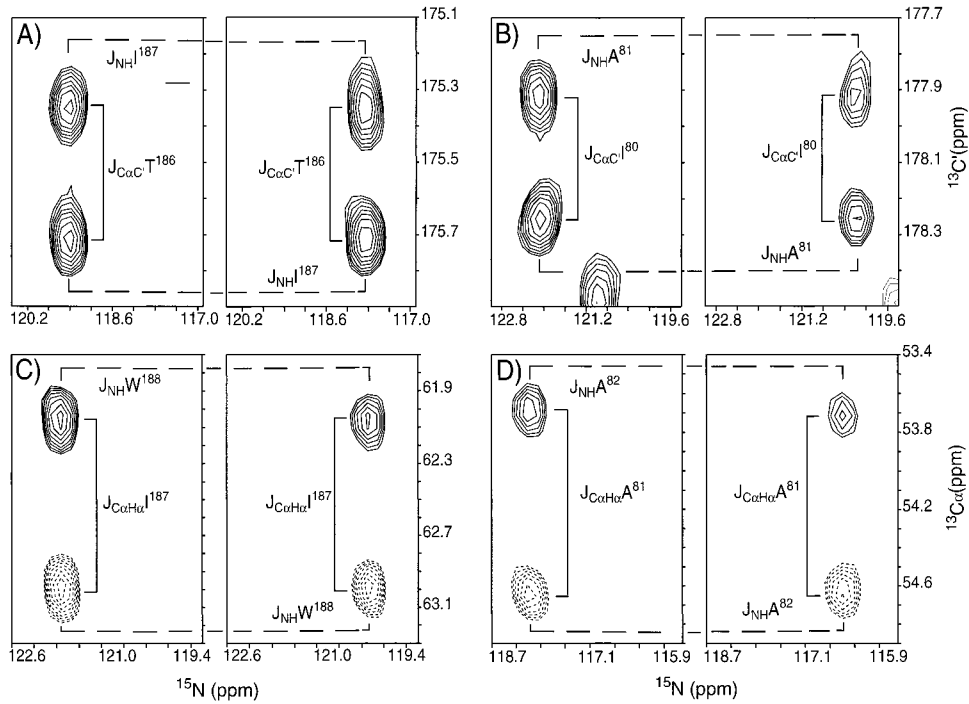 A)
J_NH I^187
J_CαC' T^186
J_CαC' T^186
J_NH I^187
120.2 118.6 117.0
120.2 118.6 117.0
175.1
175.3
175.5
175.7
B)
J_NH A^81
J_CαC' I^80
J_CαC' I^80
J_NH A^81
122.8 121.2 119.6
122.8 121.2 119.6
177.7
177.9
178.1
178.3
^13C'(ppm)
C)
J_NH W^188
J_CαHα I^187
J_CαHα I^187
J_NH W^188
122.6 121.0 119.4
122.6 121.0 119.4
61.9
62.3
62.7
63.1
^15N (ppm)
D)
J_NH A^82
J_CαHα A^81
J_CαHα A^81
J_NH A^82
118.7 117.1 115.9
118.7 117.1 115.9
53.4
53.8
54.2
54.6
^13Cα(ppm)
^15N (ppm)